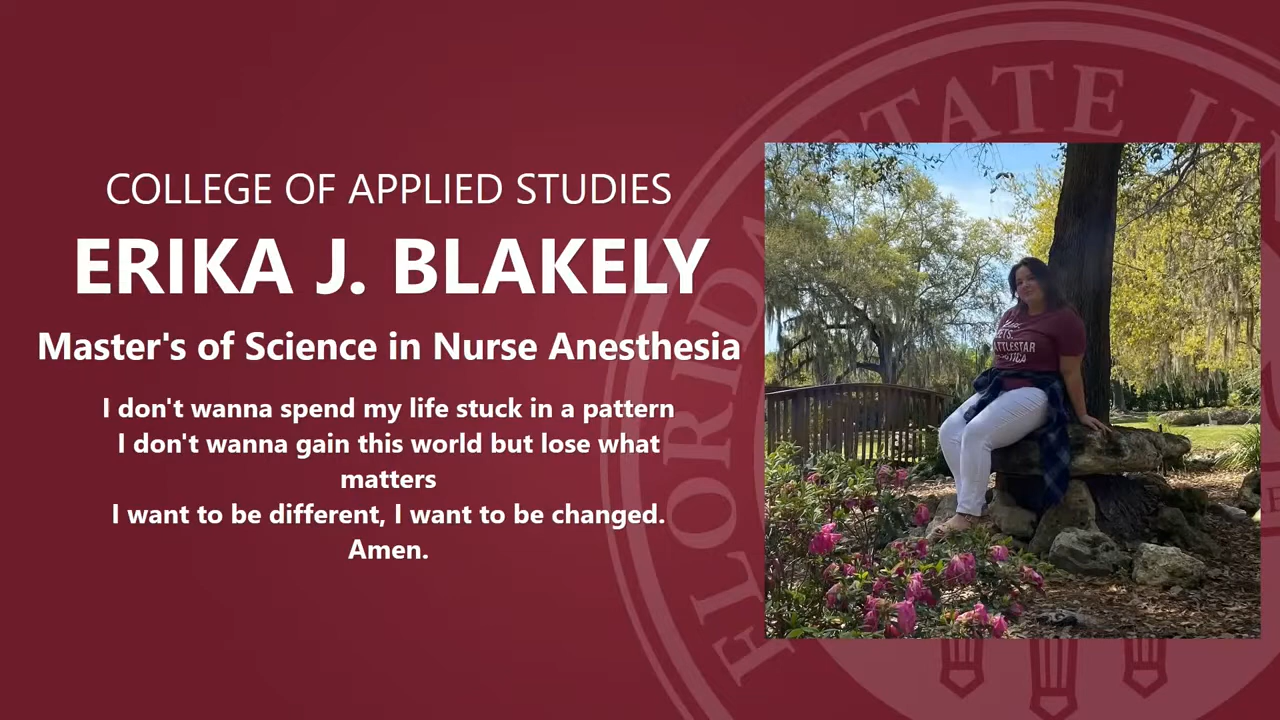 COLLEGE OF APPLIED STUDIES
ERIKA J. BLAKELY
Master's of Science in Nurse Anesthesia
I don't wanna spend my life stuck in a pattern
I don't wanna gain this world but lose what
matters
I want to be different, I want to be changed.
Amen.
FLORIDA STATE